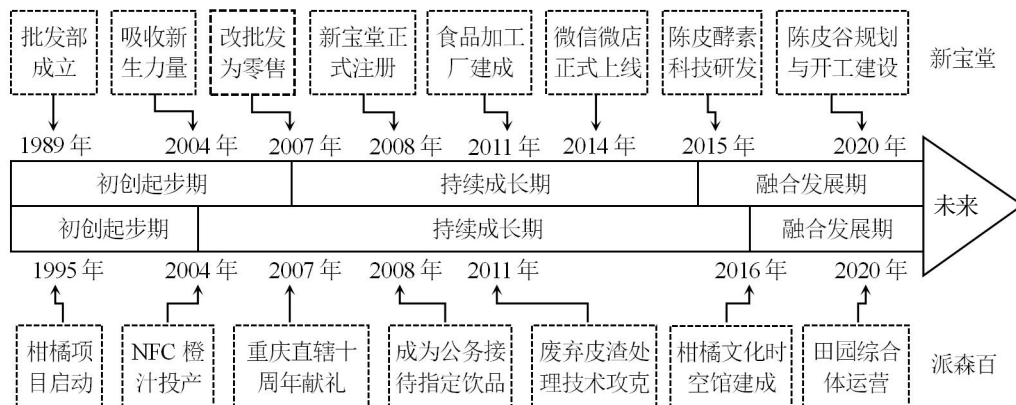 批发部
成立
吸收新
生力量
改批发
为零售
新宝堂正
式注册
食品加工
厂建成
微信微店
正式上线
陈皮酵素
科技研发
陈皮谷规划
与开工建设
新宝堂
1989 年
2004 年
2007 年
2008 年
2011 年
2014 年
2015 年
2020 年
初创起步期
持续成长期
融合发展期
未来
初创起步期
持续成长期
融合发展期
1995 年
2004 年
2007 年
2008 年
2011 年
2016 年
2020 年
柑橘项
目启动
NFC 橙
汁投产
重庆直辖十
周年献礼
成为公务接
待指定饮品
废弃皮渣处
理技术攻克
柑橘文化时
空馆建成
田园综合
体运营
派森百